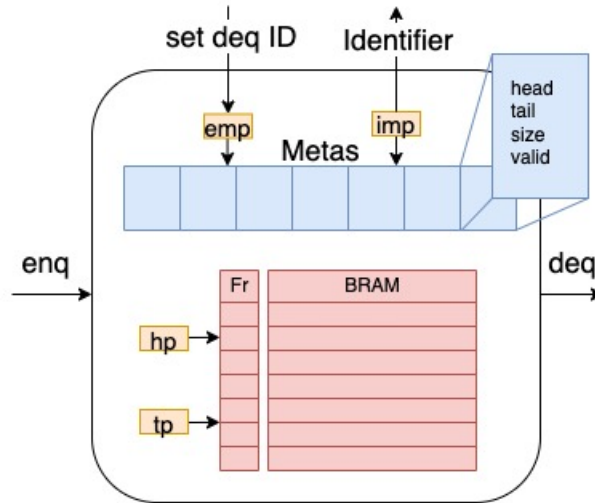 set deq ID
Identifier
head
tail
size
valid
emp
imp
Metas
enq
deq
Fr
BRAM
hp
tp